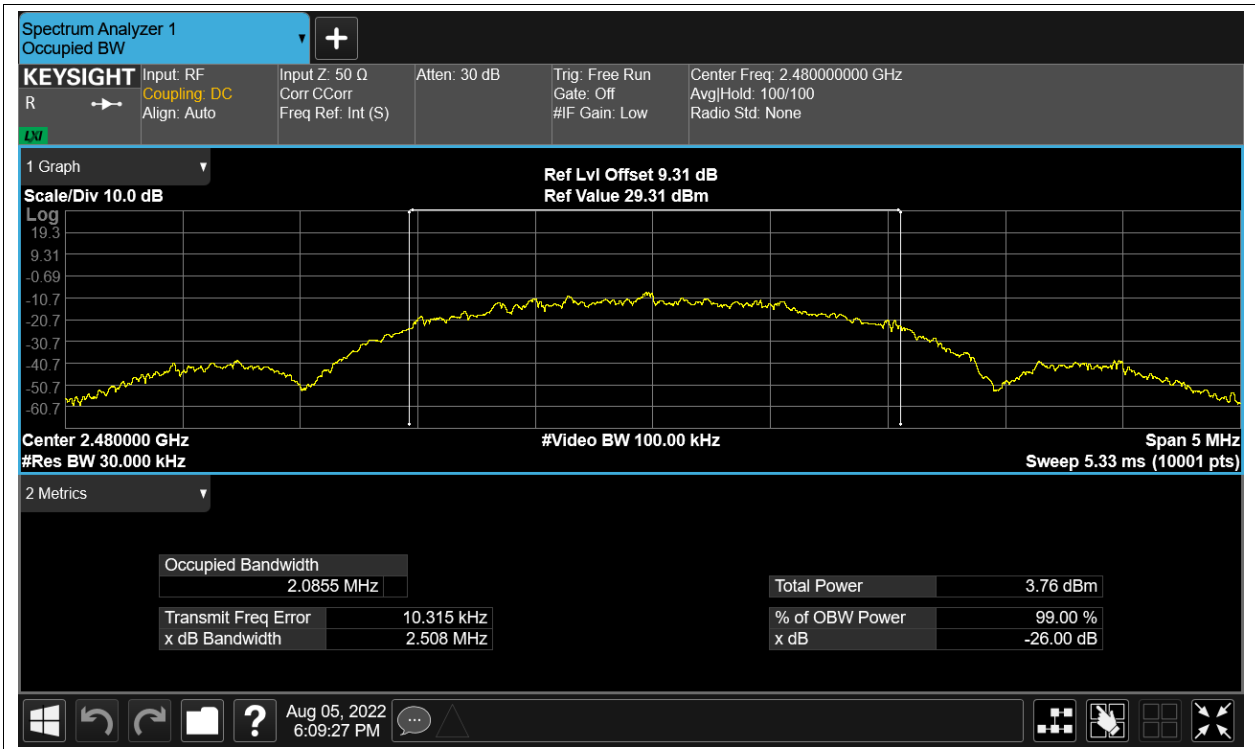 Spectrum Analyzer 1
Occupied BW
KEYSIGHT
R
LXI
Input: RF
Coupling: DC
Align: Auto
Input Z: 50 Ω
Corr CCorr
Freq Ref: Int (S)
Atten: 30 dB
Trig: Free Run
Gate: Off
#IF Gain: Low
Center Freq: 2.480000000 GHz
Avg|Hold: 100/100
Radio Std: None
1 Graph
Ref Lvl Offset 9.31 dB
Scale/Div 10.0 dB
Ref Value 29.31 dBm
Log
19.3
9.31
-0.69
-10.7
-20.7
-30.7
-40.7
-50.7
-60.7
Center 2.480000 GHz
#Video BW 100.00 kHz
Span 5 MHz
#Res BW 30.000 kHz
Sweep 5.33 ms (10001 pts)
2 Metrics
Occupied Bandwidth
2.0855 MHz
Total Power 3.76 dBm
Transmit Freq Error 10.315 kHz
% of OBW Power 99.00 %
x dB Bandwidth 2.508 MHz
x dB -26.00 dB
?
Aug 05, 2022
6:09:27 PM